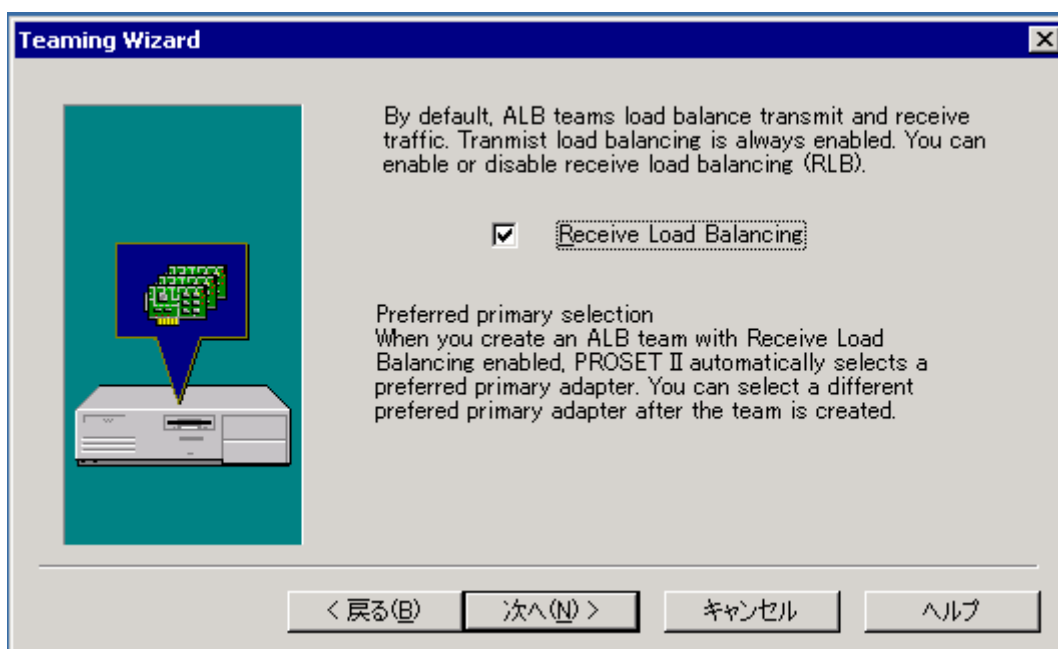 Teaming Wizard
By default, ALB teams load balance transmit and receive
traffic. Tranmist load balancing is always enabled. You can
enable or disable receive load balancing (RLB).
Receive Load Balancing
Preferred primary selection
When you create an ALB team with Receive Load
Balancing enabled, PROSET II automatically selects a
preferred primary adapter. You can select a different
prefered primary adapter after the team is created.
< 戻る(B) 次へ(N) > キャンセル ヘルプ